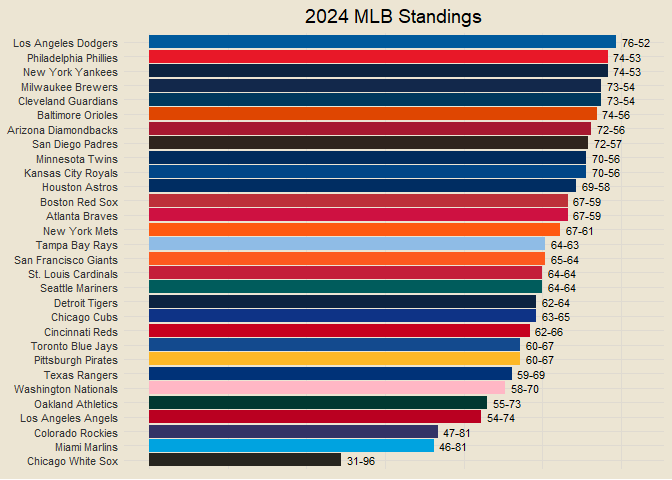 2024 MLB Standings
Los Angeles Dodgers 76-52
Philadelphia Phillies 74-53
New York Yankees 74-53
Milwaukee Brewers 73-54
Cleveland Guardians 73-54
Baltimore Orioles 74-56
Arizona Diamondbacks 72-56
San Diego Padres 72-57
Minnesota Twins 70-56
Kansas City Royals 70-56
Houston Astros 69-58
Boston Red Sox 67-59
Atlanta Braves 67-59
New York Mets 67-61
Tampa Bay Rays 64-63
San Francisco Giants 65-64
St. Louis Cardinals 64-64
Seattle Mariners 64-64
Detroit Tigers 62-64
Chicago Cubs 63-65
Cincinnati Reds 62-66
Toronto Blue Jays 60-67
Pittsburgh Pirates 60-67
Texas Rangers 59-69
Washington Nationals 58-70
Oakland Athletics 55-73
Los Angeles Angels 54-74
Colorado Rockies 47-81
Miami Marlins 46-81
Chicago White Sox 31-96